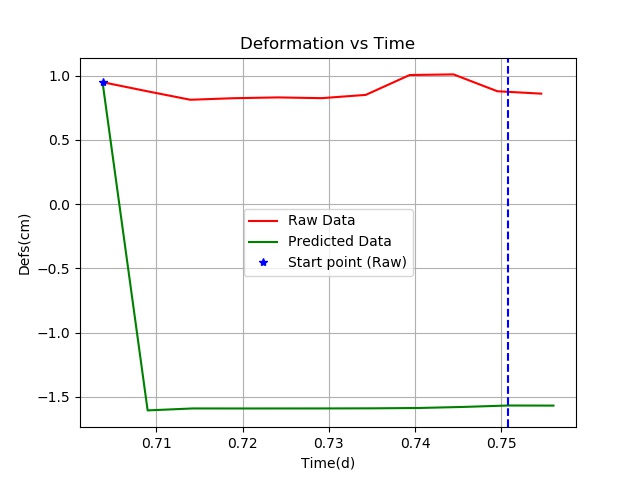 Deformation vs Time
1.0
0.5
0.0
−0.5
−1.0
−1.5
Defs(cm)
Raw Data
Predicted Data
Start point (Raw)
0.71 0.72 0.73 0.74 0.75
Time(d)